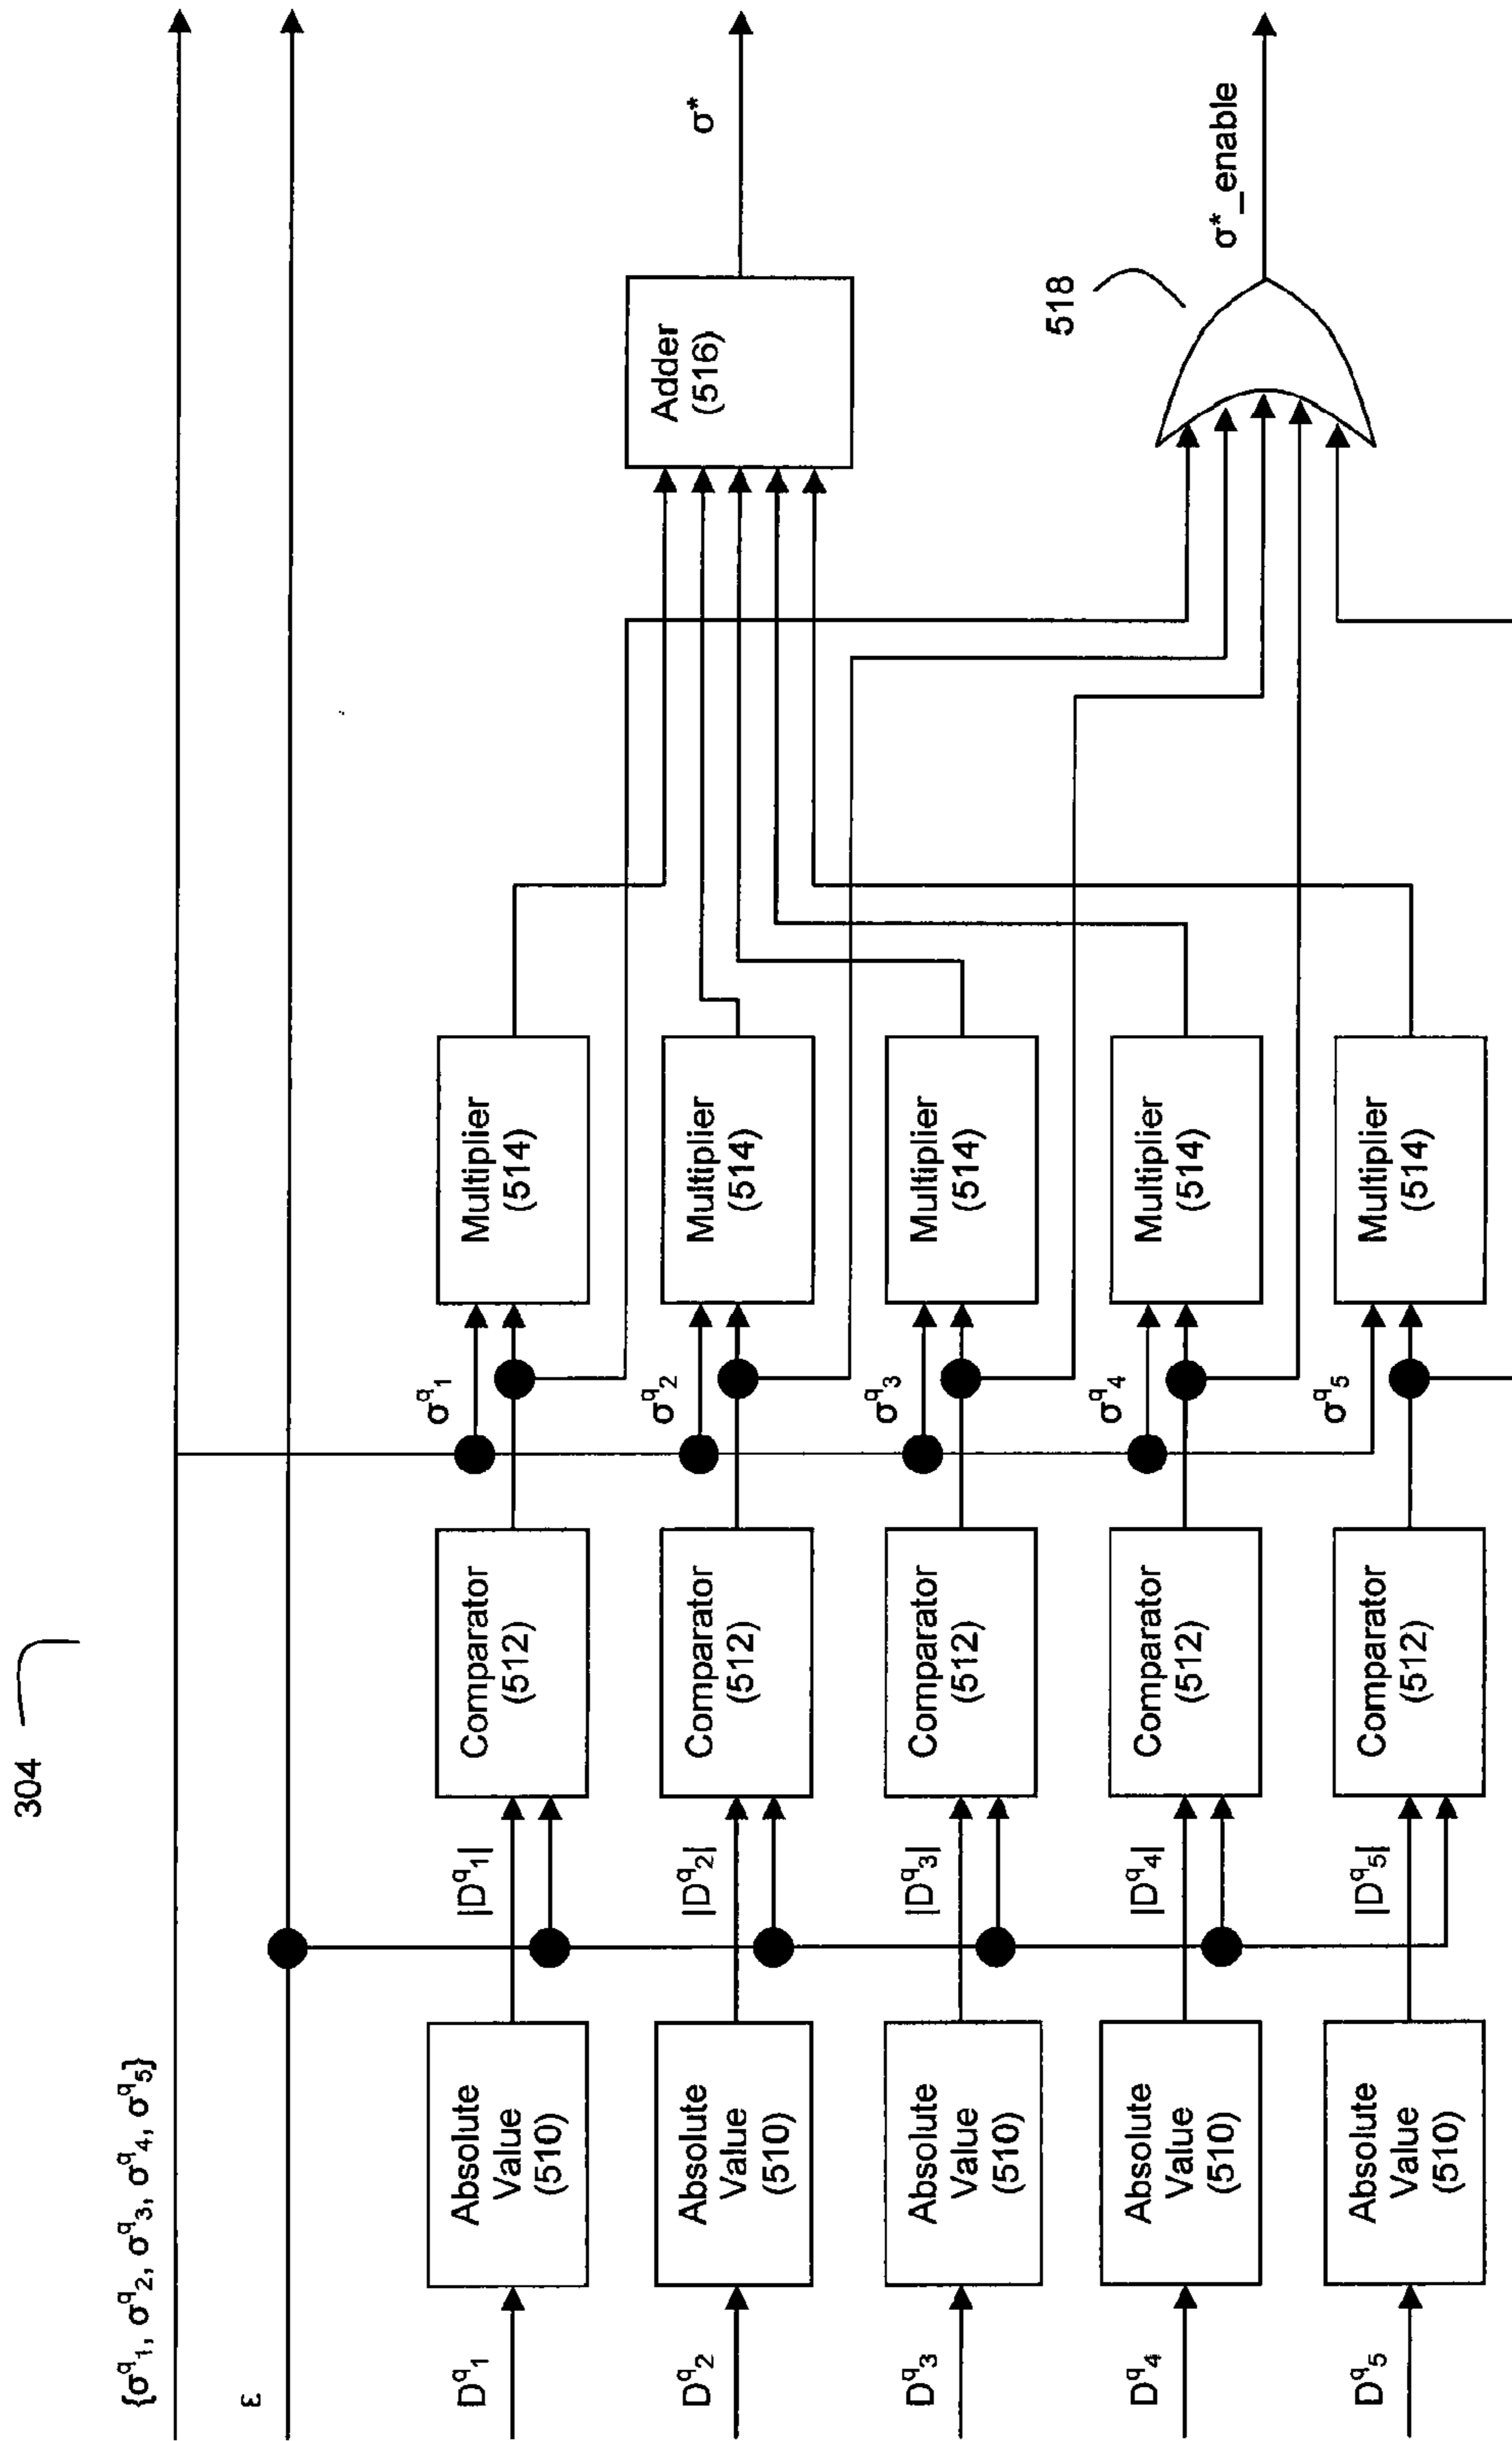 304
{σq1, σq2, σq3, σq4, σq5}
ε
Dq1
Absolute
Value
(510)
|Dq1|
Comparator
(512)
σq1
Multiplier
(514)
Adder
(516)
σ*
Dq2
Absolute
Value
(510)
|Dq2|
Comparator
(512)
σq2
Multiplier
(514)
Dq3
Absolute
Value
(510)
|Dq3|
Comparator
(512)
σq3
Multiplier
(514)
518
σ*_enable
Dq4
Absolute
Value
(510)
|Dq4|
Comparator
(512)
σq4
Multiplier
(514)
Dq5
Absolute
Value
(510)
|Dq5|
Comparator
(512)
σq5
Multiplier
(514)